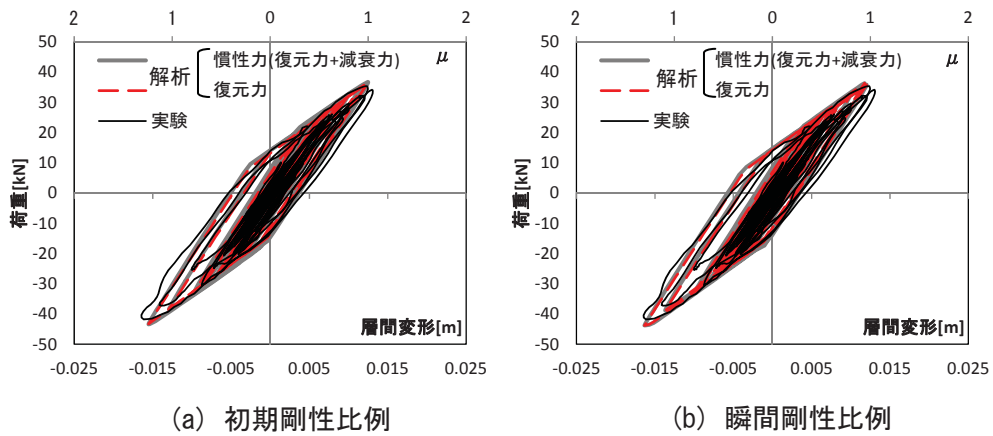 2 1 0 1 2
50
40
30
20
10
0
-10
-20
-30
-40
-50
荷重[kN]
慣性力(復元力+減衰力)
解析
復元力
実験
μ
層間変形[m]
-0.025 -0.015 -0.005 0.005 0.015 0.025
(a) 初期剛性比例
2 1 0 1 2
50
40
30
20
10
0
-10
-20
-30
-40
-50
荷重[kN]
慣性力(復元力+減衰力)
解析
復元力
実験
μ
層間変形[m]
-0.025 -0.015 -0.005 0.005 0.015 0.025
(b) 瞬間剛性比例